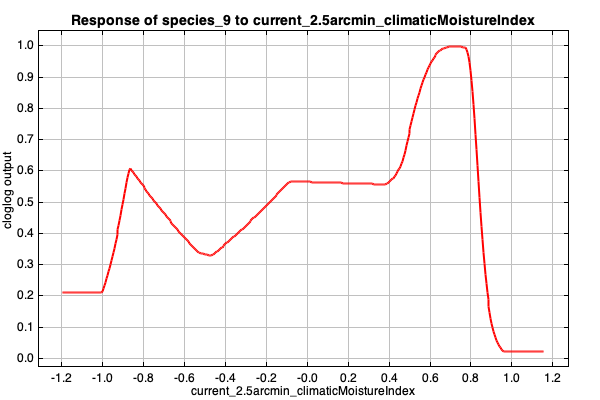 Response of species_9 to current_2.5arcmin_climaticMoistureIndex
cloglog output
1.0
0.9
0.8
0.7
0.6
0.5
0.4
0.3
0.2
0.1
0.0
-1.2 -1.0 -0.8 -0.6 -0.4 -0.2 -0.0 0.2 0.4 0.6 0.8 1.0 1.2
current_2.5arcmin_climaticMoistureIndex